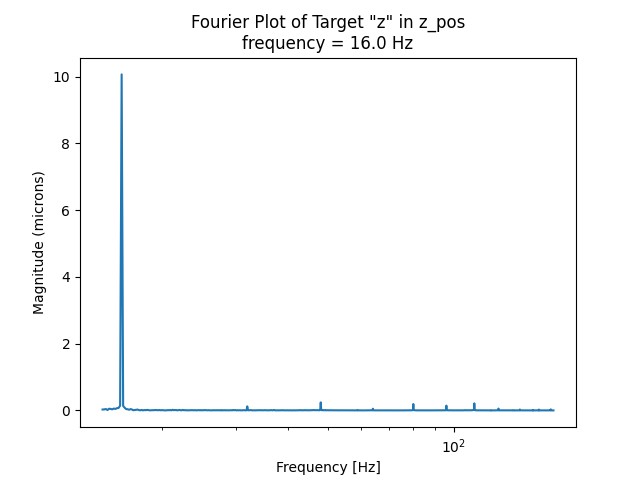 Fourier Plot of Target "z" in z_pos
frequency = 16.0 Hz
10
8
6
4
2
0
Magnitude (microns)
10²
Frequency [Hz]